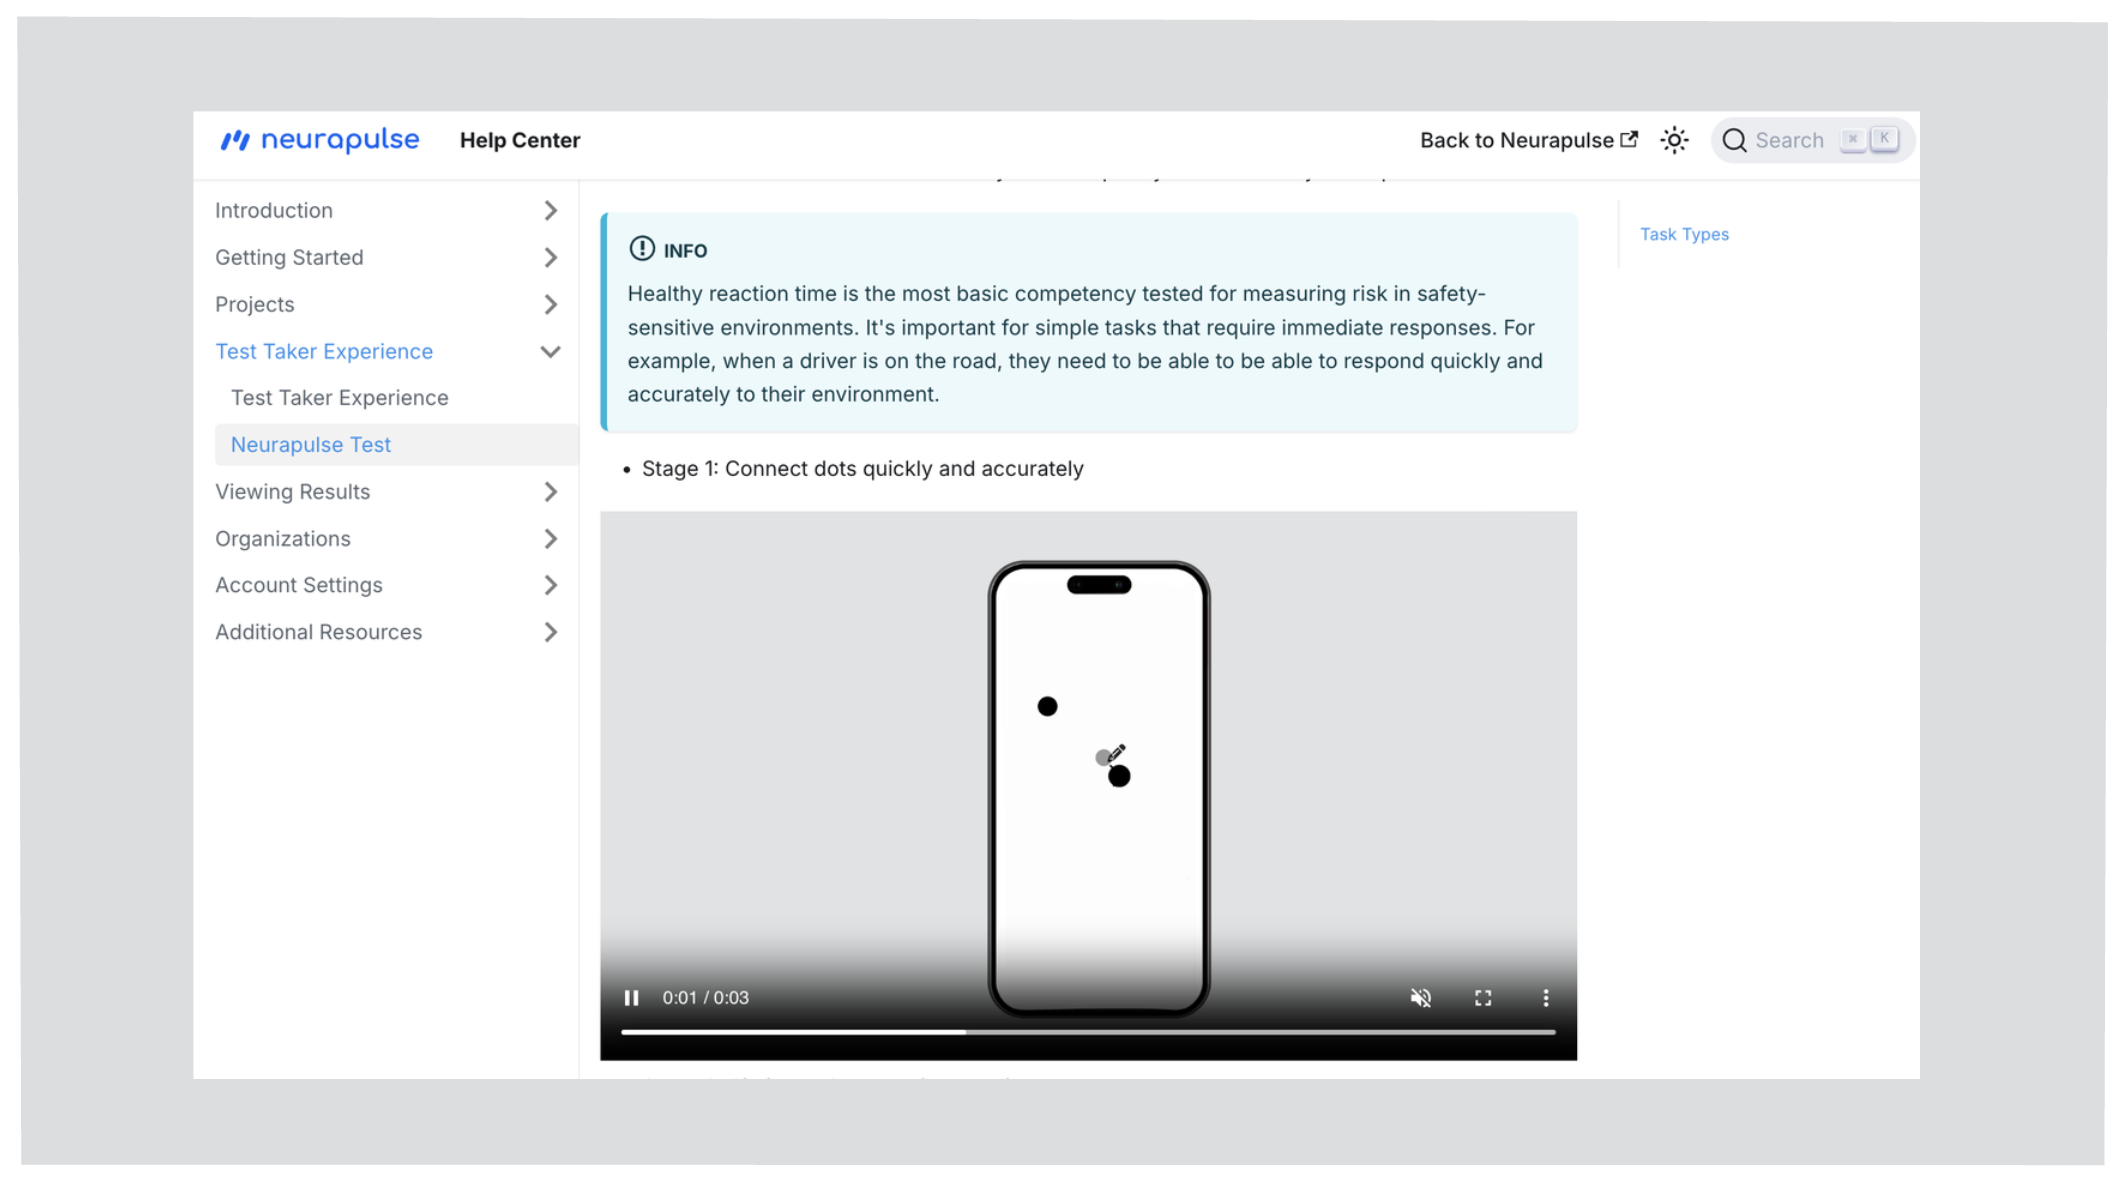 neurapulse Help Center Back to Neurapulse Search ⌘ K
Introduction
Getting Started
Projects
Test Taker Experience
Test Taker Experience
Neurapulse Test
Viewing Results
Organizations
Account Settings
Additional Resources
INFO
Healthy reaction time is the most basic competency tested for measuring risk in safety-
sensitive environments. It's important for simple tasks that require immediate responses. For
example, when a driver is on the road, they need to be able to be able to respond quickly and
accurately to their environment.
• Stage 1: Connect dots quickly and accurately
0:01 / 0:03
Task Types